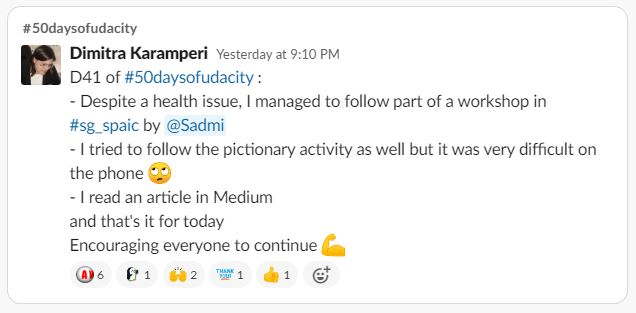 #50daysofudacity
Dimitra Karamperi Yesterday at 9:10 PM
D41 of #50daysofudacity :
- Despite a health issue, I managed to follow part of a workshop in
#sg_spaic by @Sadmi
- I tried to follow the pictionary activity as well but it was very difficult on
the phone 🙄
- I read an article in Medium
and that's it for today
Encouraging everyone to continue 💪
A 6 1 🙌 2 THANK YOU! 1 👍 1